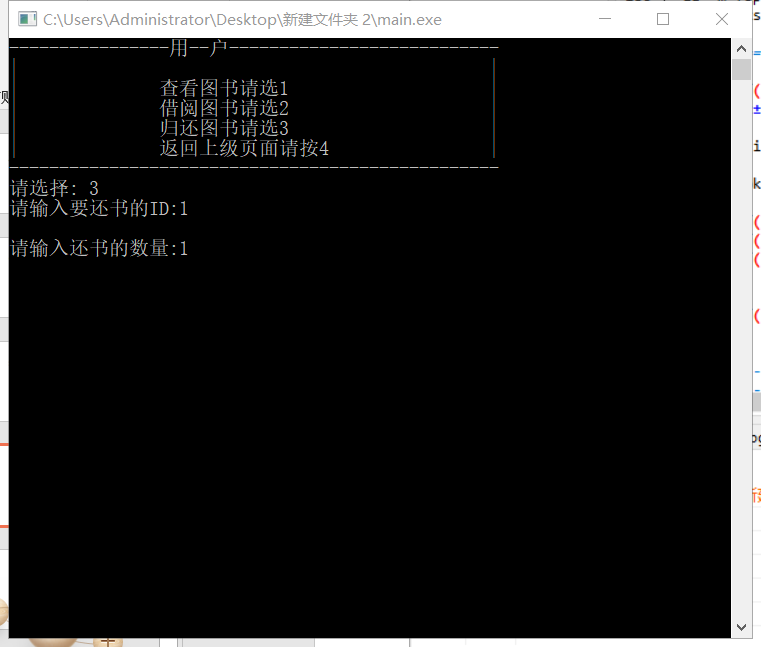 C:\Users\Administrator\Desktop\新建文件夹 2\main.exe
----------------用--户---------------------------
查看图书请选1
借阅图书请选2
归还图书请选3
返回上级页面请按4
-------------------------------------------------
请选择: 3
请输入要还书的ID:1
请输入还书的数量:1